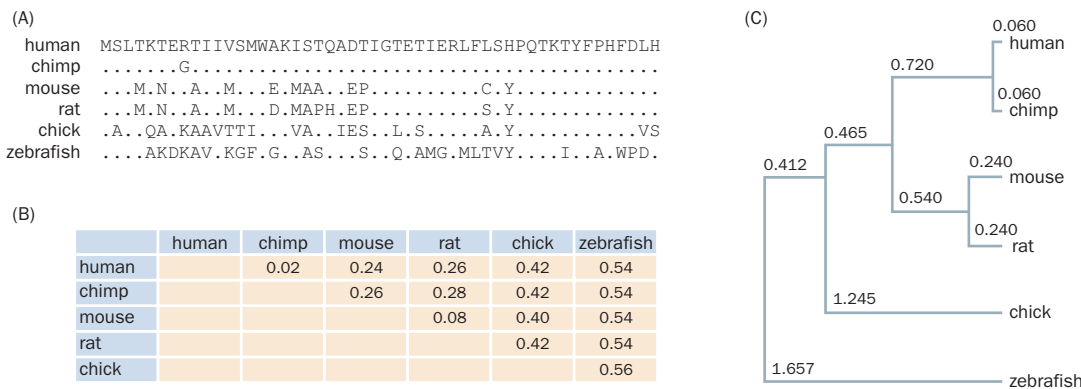 (A)
human MSLTKTERTIIVSMWAKISTQADTIGTETIERLFLSHPQTKTYFPHFDLH
chimp .......G..........................................
mouse ...M.N..A..M...E.MAA..EP..........C.Y.............
rat ...M.N..A..M...D.MAPH.EP..........S.Y.............
chick .A..QA.KAAVTTI...VA..IES..L.S.....A.Y...........VS
zebrafish ....AKDKAV.KGF.G..AS...S..Q.AMG.MLTVY....I..A.WPD.
(B)
human chimp mouse rat chick zebrafish
human 0.02 0.24 0.26 0.42 0.54
chimp 0.26 0.28 0.42 0.54
mouse 0.08 0.40 0.54
rat 0.42 0.54
chick 0.56
(C)
0.060
human
0.720
0.060
chimp
0.465
0.412
0.240
mouse
0.540
0.240
rat
1.245
chick
1.657
zebrafish